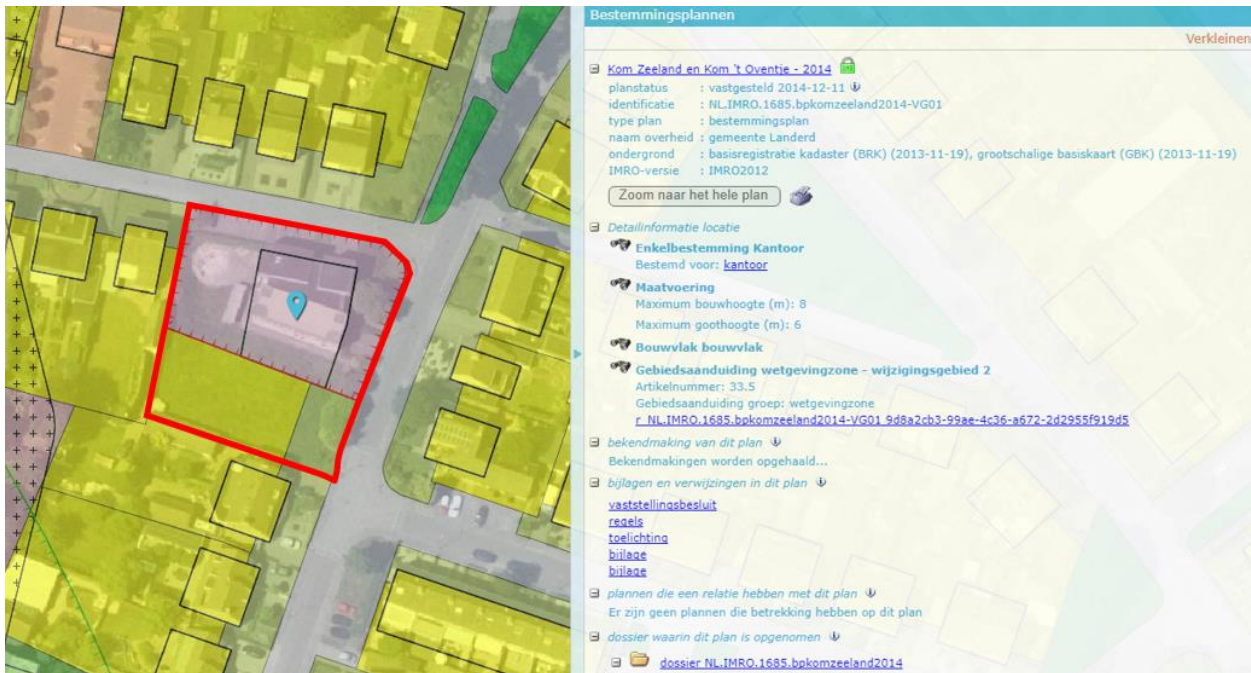 Bestemmingsplannen
Verkleinen
Kom Zeeland en Kom 't Oventje - 2014
planstatus : vastgesteld 2014-12-11
identificatie : NL.IMRO.1685.bpkomzeeland2014-VG01
type plan : bestemmingsplan
naam overheid : gemeente Landerd
ondergrond : basisregistratie kadaster (BRK) (2013-11-19), grootschalige basiskaart (GBK) (2013-11-19)
IMRO-versie : IMRO2012
Zoom naar het hele plan
Detailinformatie locatie
Enkelbestemming Kantoor
Bestemd voor: kantoor
Maatvoering
Maximum bouwhoogte (m): 8
Maximum goothoogte (m): 6
Bouwvlak bouwvlak
Gebiedsaanduiding wetgevingzone - wijzigingsgebied 2
Artikelnummer: 33.5
Gebiedsaanduiding groep: wetgevingzone
r_NL.IMRO.1685.bpkomzeeland2014-VG01_9d8a2cb3-99ae-4c36-a672-2d2955f919d5
bekendmaking van dit plan
Bekendmakingen worden opgehaald...
bijlagen en verwijzingen in dit plan
vaststellingsbesluit
regels
toelichting
bijlage
bijlage
plannen die een relatie hebben met dit plan
Er zijn geen plannen die betrekking hebben op dit plan
dossier waarin dit plan is opgenomen
dossier NL.IMRO.1685.bpkomzeeland2014